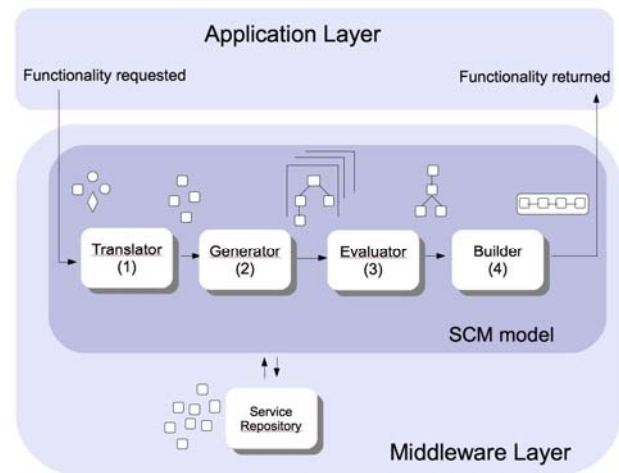 Application Layer
Functionality requested
Functionality returned
Translator
(1)
Generator
(2)
Evaluator
(3)
Builder
(4)
SCM model
Service
Repository
Middleware Layer